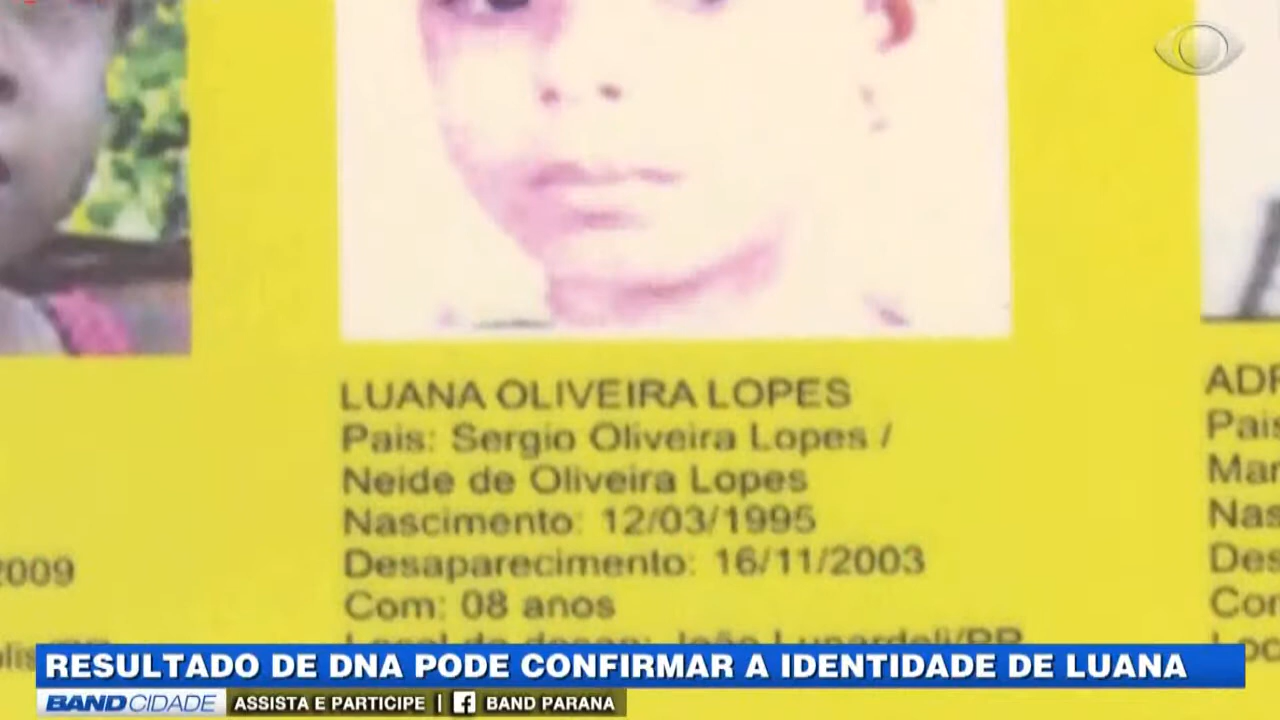 LUANA OLIVEIRA LOPES
Pais: Sergio Oliveira Lopes /
Neide de Oliveira Lopes
Nascimento: 12/03/1995
Desaparecimento: 16/11/2003
Com: 08 anos
2009
RESULTADO DE DNA PODE CONFIRMAR A IDENTIDADE DE LUANA
BANDCIDADE ASSISTA E PARTICIPE | BAND PARANA